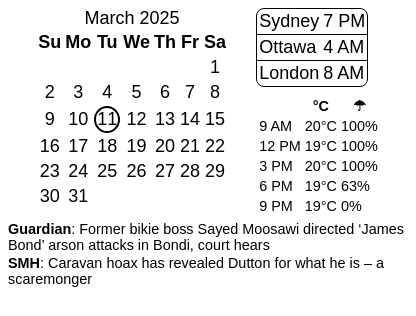 March 2025
Su Mo Tu We Th Fr Sa
1
2 3 4 5 6 7 8
9 10 11 12 13 14 15
16 17 18 19 20 21 22
23 24 25 26 27 28 29
30 31
Sydney 7 PM
Ottawa 4 AM
London 8 AM
°C ☂
9 AM 20°C 100%
12 PM 19°C 100%
3 PM 20°C 100%
6 PM 19°C 63%
9 PM 19°C 0%
Guardian: Former bikie boss Sayed Moosawi directed ‘James
Bond’ arson attacks in Bondi, court hears
SMH: Caravan hoax has revealed Dutton for what he is – a
scaremonger